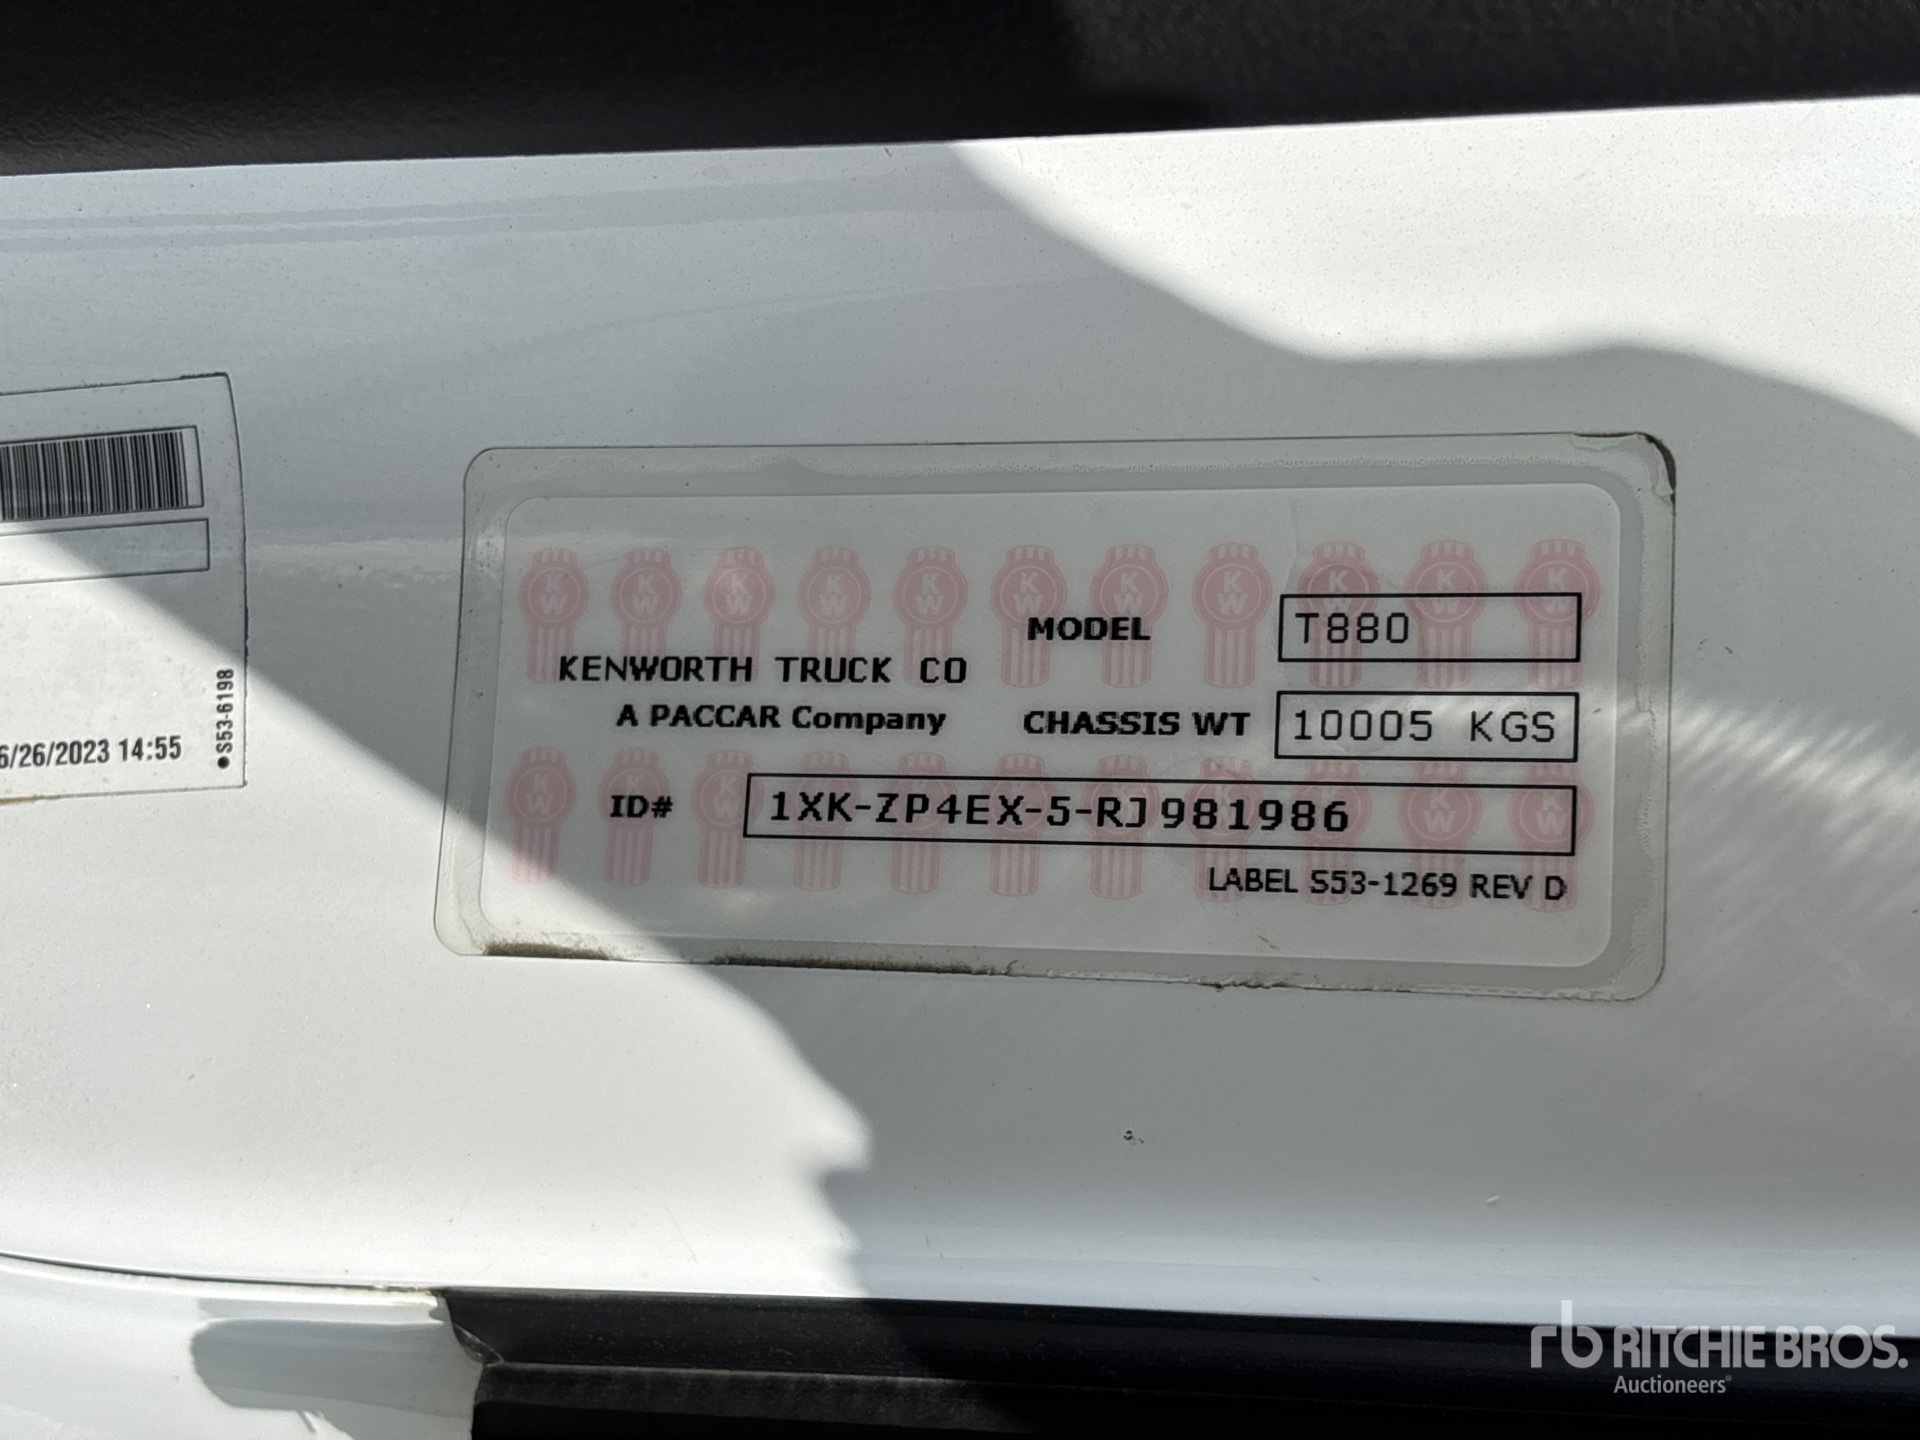 S53-6198
6/26/2023 14:55
MODEL T880
KENWORTH TRUCK CO
A PACCAR Company
CHASSIS WT 10005 KGS
ID# 1XK-ZP4EX-5-RJ981986
LABEL S53-1269 REV D
rb RITCHIE BROS.
Auctioneers